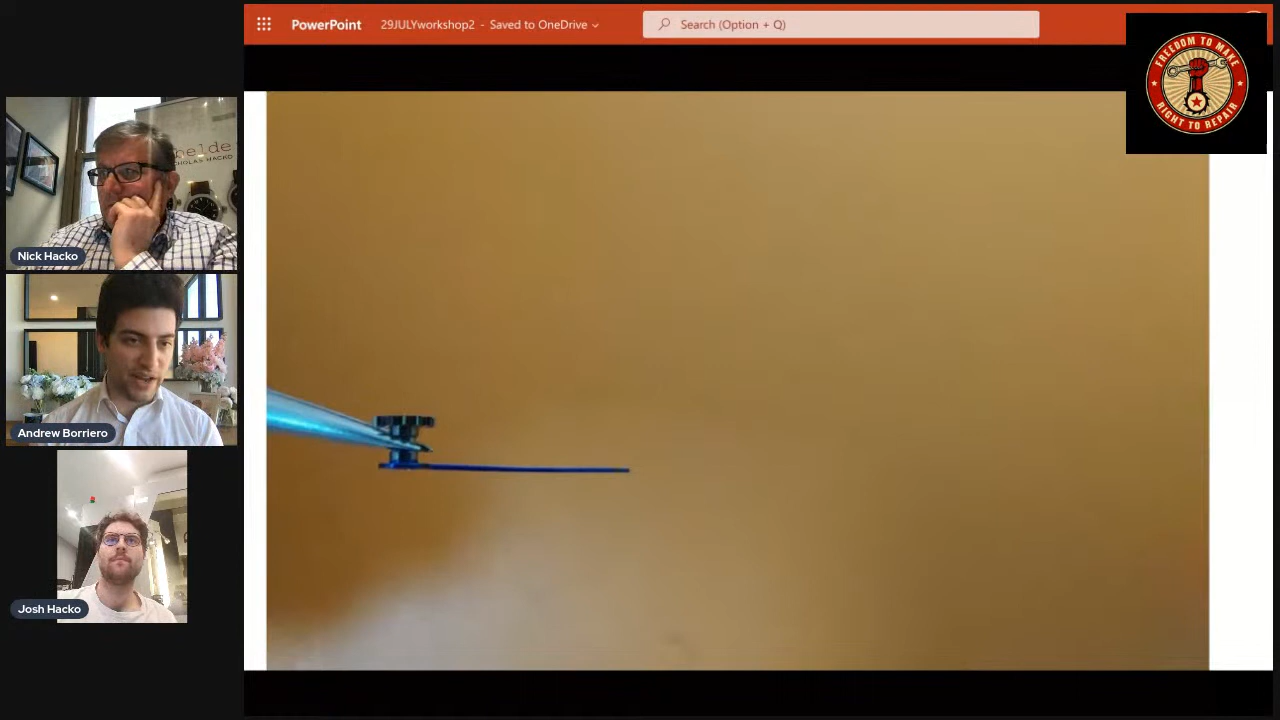 PowerPoint
29JULYworkshop2 - Saved to OneDrive
Search (Option + Q)
FREEDOM TO MAKE
RIGHT TO REPAIR
Nick Hacko
Andrew Borriero
Josh Hacko